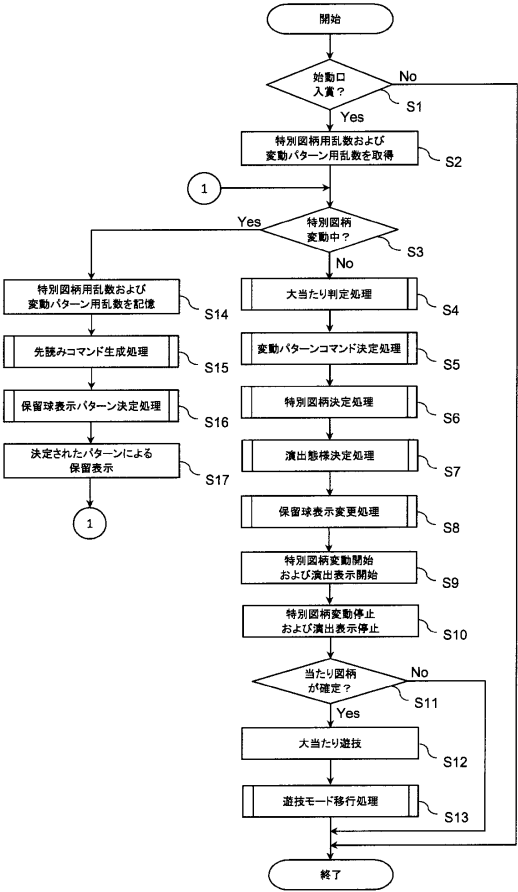 開始
始動口
入賞？
No
S1
Yes
特別図柄用乱数および
変動パターン用乱数を取得
S2
1
特別図柄
変動中？
Yes
S3
No
特別図柄用乱数および
変動パターン用乱数を記憶
S14
先読みコマンド生成処理
S15
保留球表示パターン決定処理
S16
決定されたパターンによる
保留表示
S17
1
大当たり判定処理
S4
変動パターンコマンド決定処理
S5
特別図柄決定処理
S6
演出態様決定処理
S7
保留球表示変更処理
S8
特別図柄変動開始
および演出表示開始
S9
特別図柄変動停止
および演出表示停止
S10
当たり図柄
が確定？
No
S11
Yes
大当たり遊技
S12
遊技モード移行処理
S13
終了